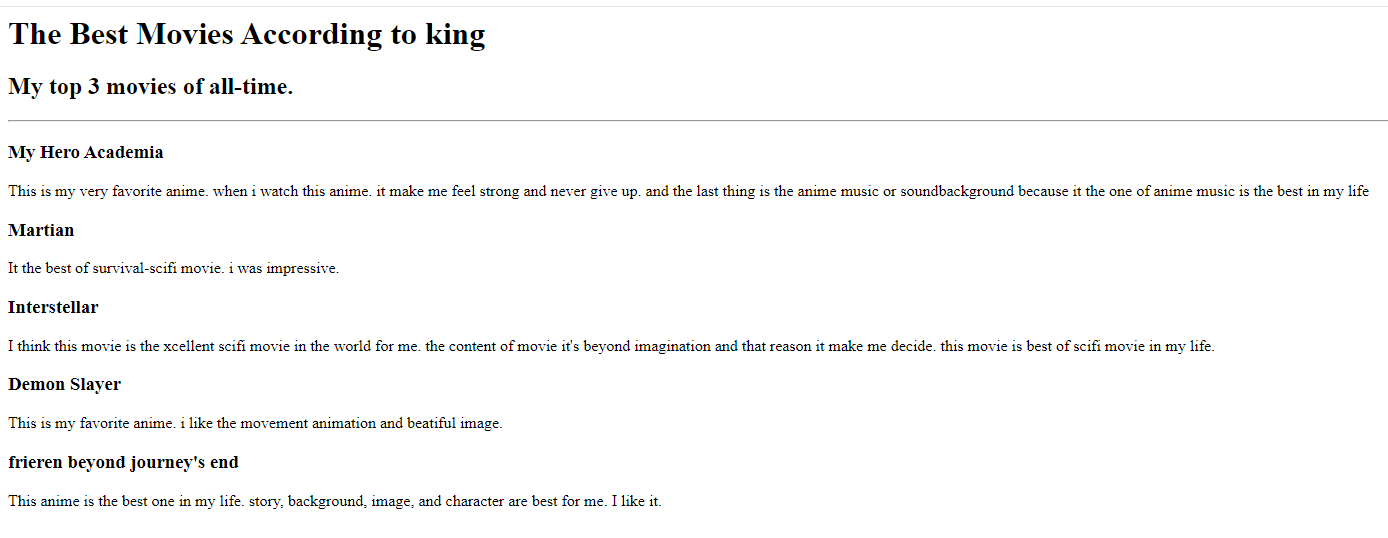 The Best Movies According to king
My top 3 movies of all-time.
My Hero Academia
This is my very favorite anime. when i watch this anime. it make me feel strong and never give up. and the last thing is the anime music or soundbackground because it the one of anime music is the best in my life
Martian
It the best of survival-scifi movie. i was impressive.
Interstellar
I think this movie is the xcellent scifi movie in the world for me. the content of movie it's beyond imagination and that reason it make me decide. this movie is best of scifi movie in my life.
Demon Slayer
This is my favorite anime. i like the movement animation and beatiful image.
frieren beyond journey's end
This anime is the best one in my life. story, background, image, and character are best for me. I like it.